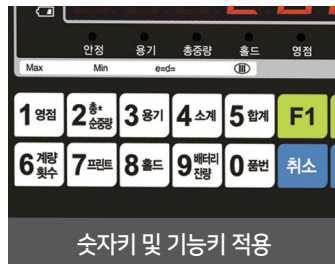 안정 용기 총중량 홀드 영점
Max Min e=d= III
1 영점 2 총* 순중량 3 용기 4 소계 5 합계 F1
6 계량 횟수 7 프린트 8 홀드 9 배터리 잔량 0 품번 취소
숫자키 및 기능키 적용